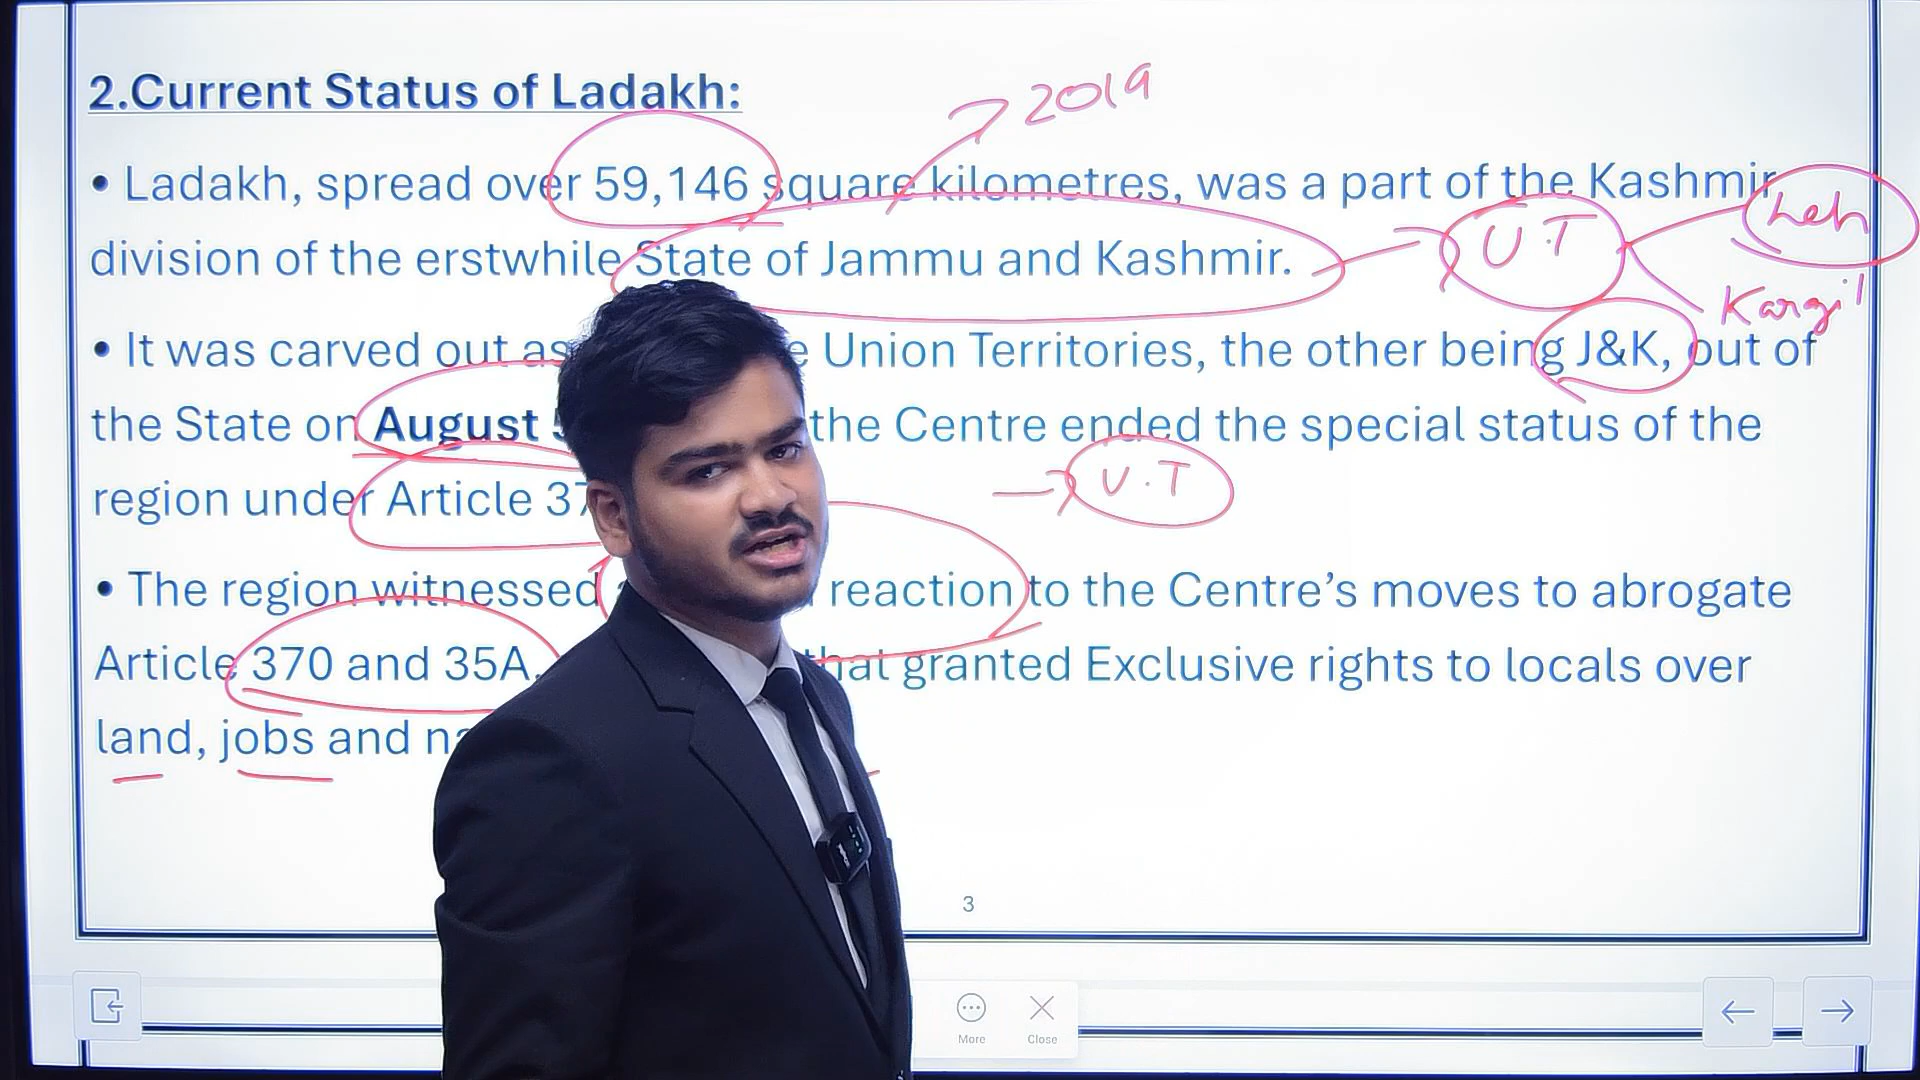 2.Current Status of Ladakh:
2019
• Ladakh, spread over 59,146 square kilometres, was a part of the Kashmir
Leh
division of the erstwhile State of Jammu and Kashmir.
U.T
Kargil
• It was carved out as Union Territories, the other being J&K, out of
the State on August the Centre ended the special status of the
region under Article
U.T
• The region witnessed reaction to the Centre’s moves to abrogate
Article 370 and 35A. that granted Exclusive rights to locals over
land, jobs and
3
More Close